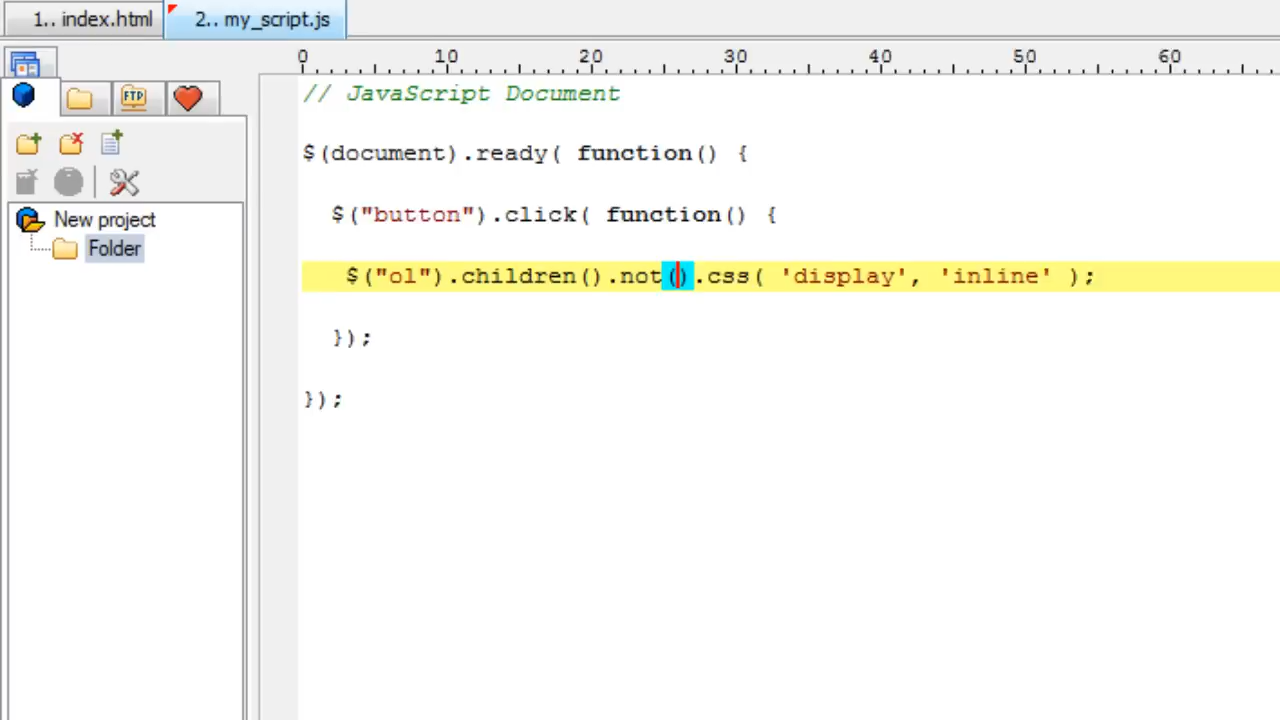 1.. index.html
2.. my_script.js
0 10 20 30 40 50 60
FTP
New project
Folder
// JavaScript Document
$(document).ready( function() {
$("button").click( function() {
$("ol").children().not().css( 'display', 'inline' );
});
});